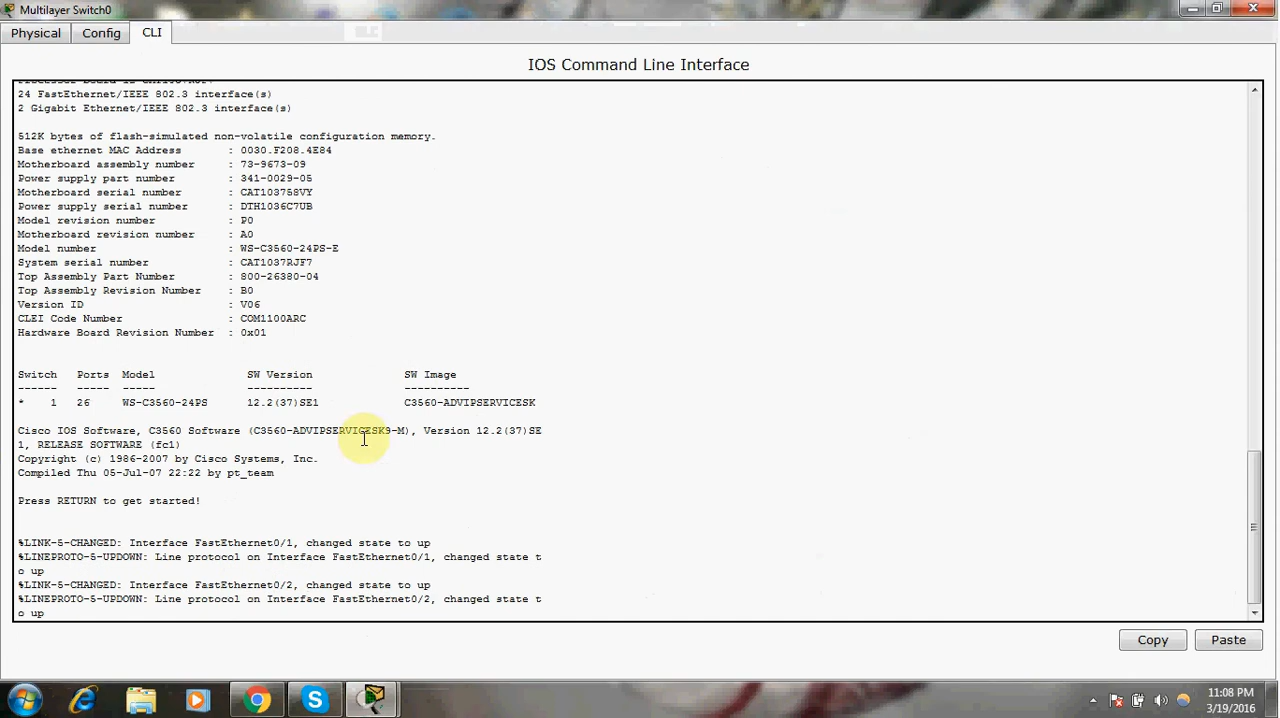 Multilayer Switch0
Physical
Config
CLI
IOS Command Line Interface
24 FastEthernet/IEEE 802.3 interface(s)
2 Gigabit Ethernet/IEEE 802.3 interface(s)
512K bytes of flash-simulated non-volatile configuration memory.
Base ethernet MAC Address : 0030.F208.4E84
Motherboard assembly number : 73-9673-09
Power supply part number : 341-0029-05
Motherboard serial number : CAT103758VY
Power supply serial number : DTH1036C7UB
Model revision number : P0
Motherboard revision number : A0
Model number : WS-C3560-24PS-E
System serial number : CAT1037RJF7
Top Assembly Part Number : 800-26380-04
Top Assembly Revision Number : B0
Version ID : V06
CLEI Code Number : COM1100ARC
Hardware Board Revision Number : 0x01
Switch Ports Model SW Version SW Image
------ ----- ----- ---------- ----------
* 1 26 WS-C3560-24PS 12.2(37)SE1 C3560-ADVIPSERVICESK
Cisco IOS Software, C3560 Software (C3560-ADVIPSERVICESK9-M), Version 12.2(37)SE
1, RELEASE SOFTWARE (fc1)
Copyright (c) 1986-2007 by Cisco Systems, Inc.
Compiled Thu 05-Jul-07 22:22 by pt_team
Press RETURN to get started!
%LINK-5-CHANGED: Interface FastEthernet0/1, changed state to up
%LINEPROTO-5-UPDOWN: Line protocol on Interface FastEthernet0/1, changed state t
o up
%LINK-5-CHANGED: Interface FastEthernet0/2, changed state to up
%LINEPROTO-5-UPDOWN: Line protocol on Interface FastEthernet0/2, changed state t
o up
Copy
Paste
11:08 PM
3/19/2016